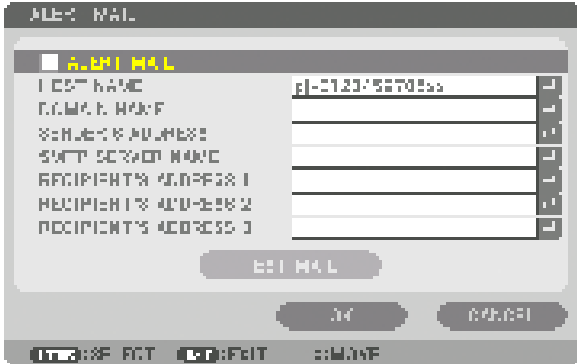 ALERT MAIL
ALERT MAIL
HOST NAME
DOMAIN NAME
SENDER'S ADDRESS
SMTP SERVER NAME
RECIPIENT'S ADDRESS 1
RECIPIENT'S ADDRESS 2
RECIPIENT'S ADDRESS 3
TEST MAIL
OK CANCEL
:SELECT :EXIT :MOVE